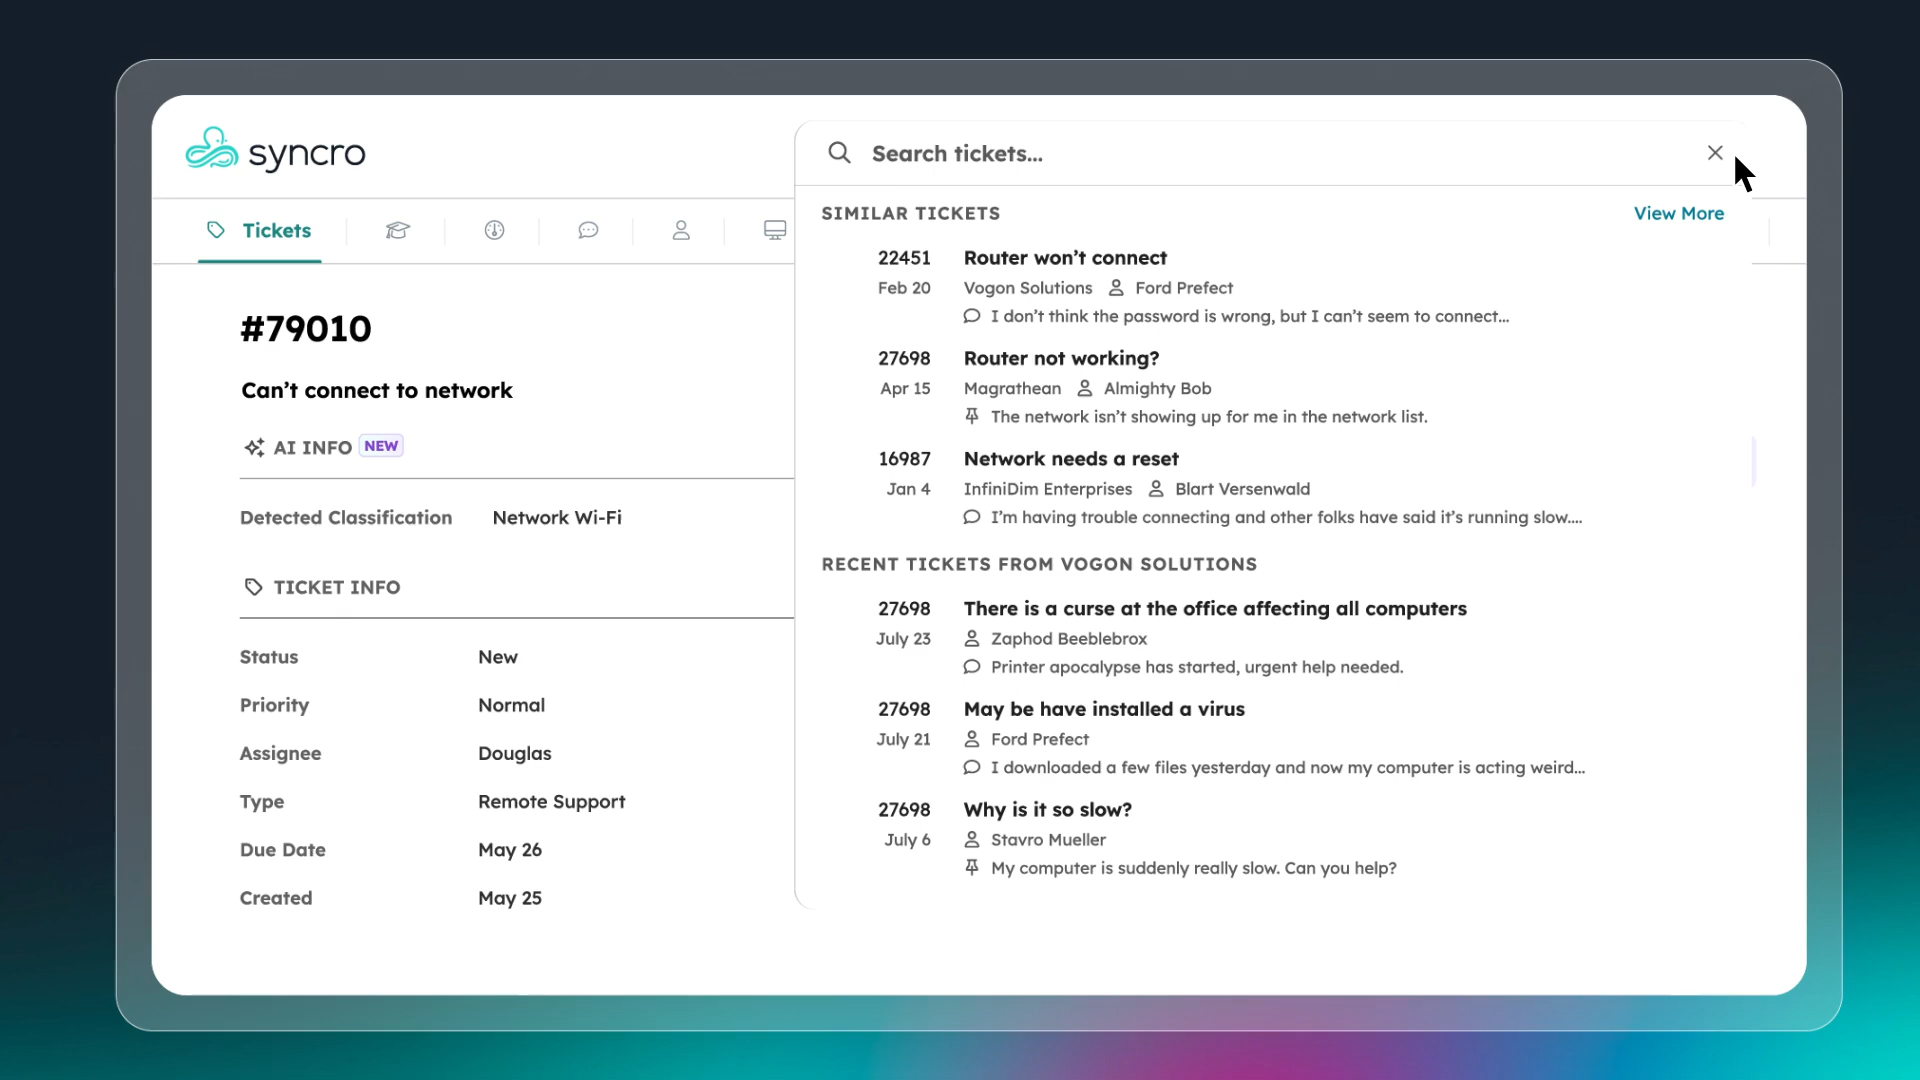 syncro
Search tickets...
Tickets
SIMILAR TICKETS
View More
22451 Router won't connect
Feb 20 Vogon Solutions Ford Prefect
I don't think the password is wrong, but I can't seem to connect...
27698 Router not working?
Apr 15 Magrathean Almighty Bob
The network isn't showing up for me in the network list.
16987 Network needs a reset
Jan 4 InfiniDim Enterprises Blart Versenwald
I'm having trouble connecting and other folks have said it's running slow....
RECENT TICKETS FROM VOGON SOLUTIONS
27698 There is a curse at the office affecting all computers
July 23 Zaphod Beeblebrox
Printer apocalypse has started, urgent help needed.
27698 May be have installed a virus
July 21 Ford Prefect
I downloaded a few files yesterday and now my computer is acting weird...
27698 Why is it so slow?
July 6 Stavro Mueller
My computer is suddenly really slow. Can you help?
#79010
Can't connect to network
AI INFO NEW
Detected Classification Network Wi-Fi
TICKET INFO
Status New
Priority Normal
Assignee Douglas
Type Remote Support
Due Date May 26
Created May 25